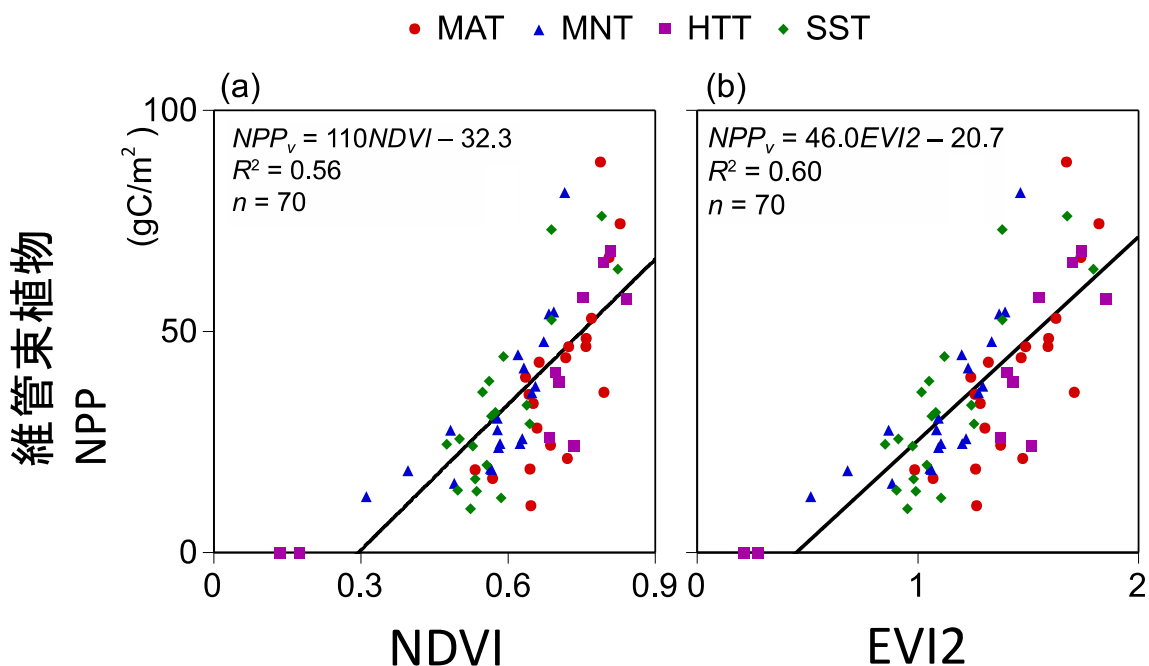 MAT MNT HTT SST
(a)
NPPv = 110NDVI – 32.3
R² = 0.56
n = 70
(b)
NPPv = 46.0EVI2 – 20.7
R² = 0.60
n = 70
維管束植物
NPP
(gC/m²)
100
50
0
0 0.3 0.6 0.9
0 1 2
NDVI
EVI2